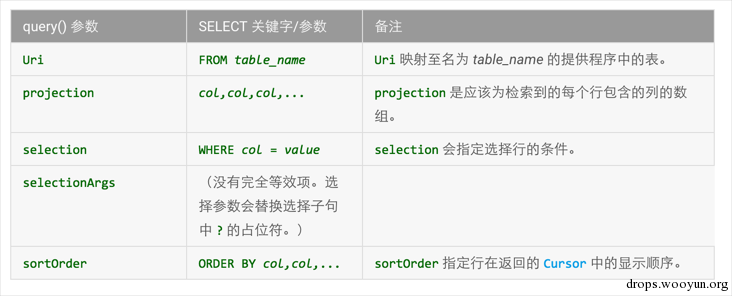 query() 参数 SELECT 关键字/参数 备注
Uri FROM table_name Uri 映射至名为 table_name 的提供程序中的表。
projection col,col,col,... projection 是应该为检索到的每个行包含的列的数
组。
selection WHERE col = value selection 会指定选择行的条件。
selectionArgs （没有完全等效项。选
择参数会替换选择子句
中 ? 的占位符。）
sortOrder ORDER BY col,col,... sortOrder 指定行在返回的 Cursor 中的显示顺序。
drops.wooyun.org